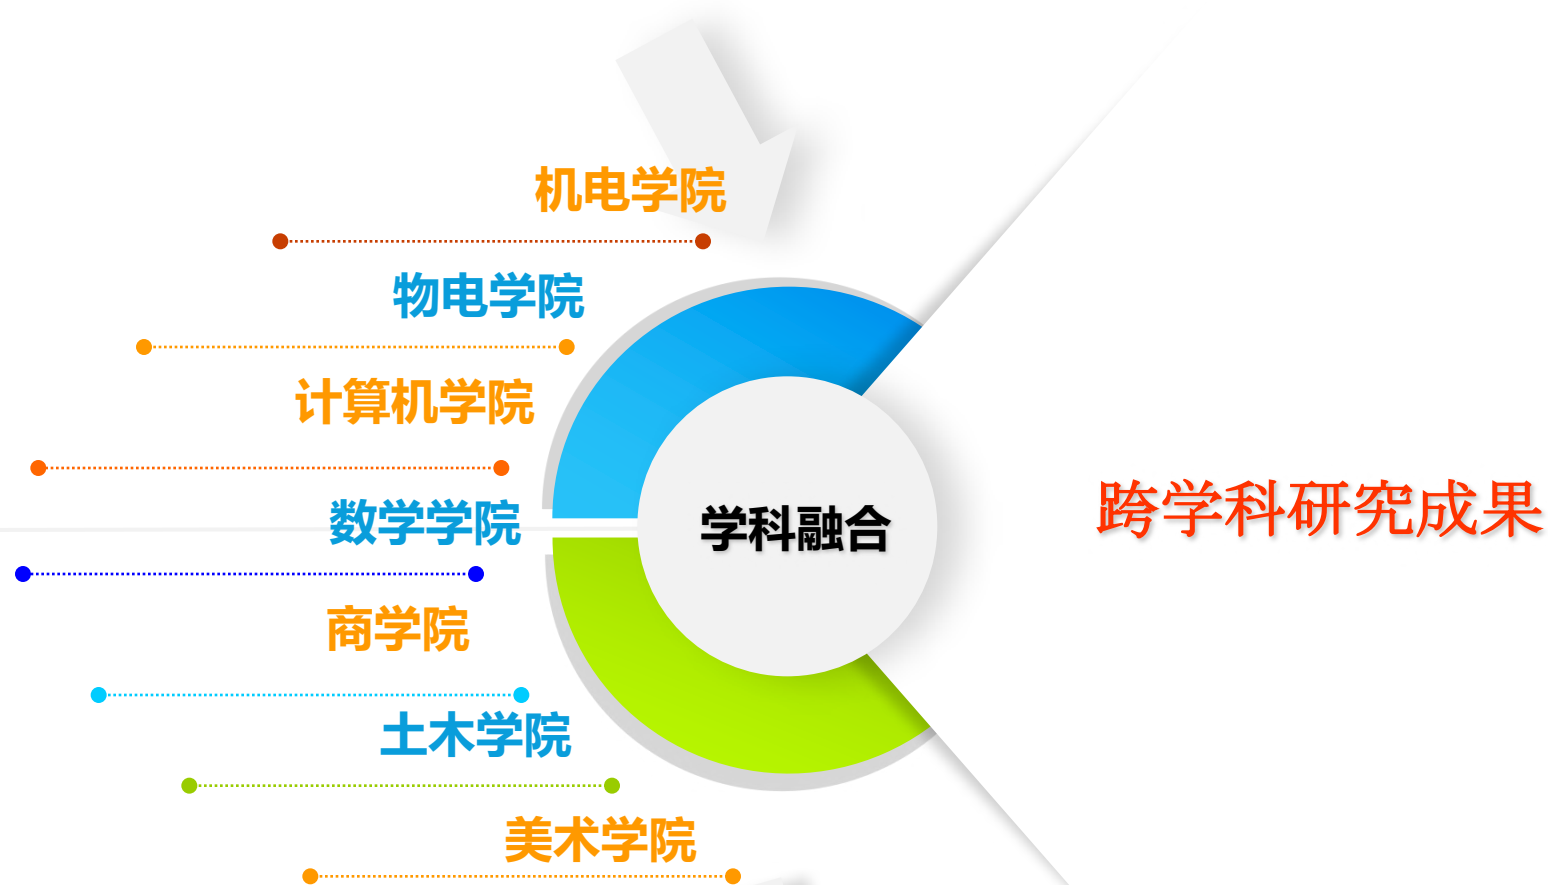 机电学院
物电学院
计算机学院
数学学院
商学院
土木学院
美术学院
学科融合
跨学科研究成果